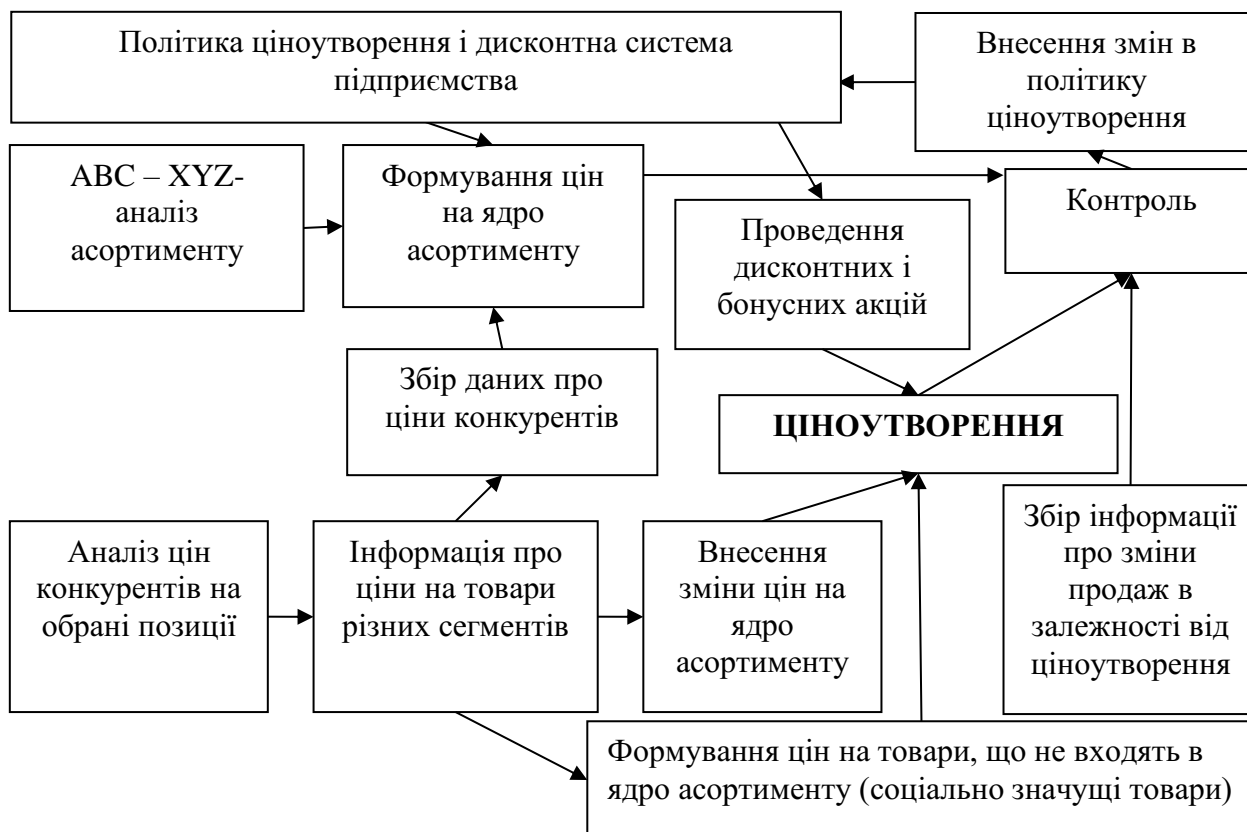 Політика ціноутворення і дисконтна система
підприємства
Внесення змін в
політику
ціноутворення
АВС – XYZ-
аналіз
асортименту
Формування цін
на ядро
асортименту
Проведення
дисконтних і
бонусних акцій
Контроль
Збір даних про
ціни конкурентів
ЦІНОУТВОРЕННЯ
Аналіз цін
конкурентів на
обрані позиції
Інформація про
ціни на товари
різних сегментів
Внесення
зміни цін на
ядро
асортименту
Збір інформації
про зміни
продаж в
залежності від
ціноутворення
Формування цін на товари, що не входять в
ядро асортименту (соціально значущі товари)